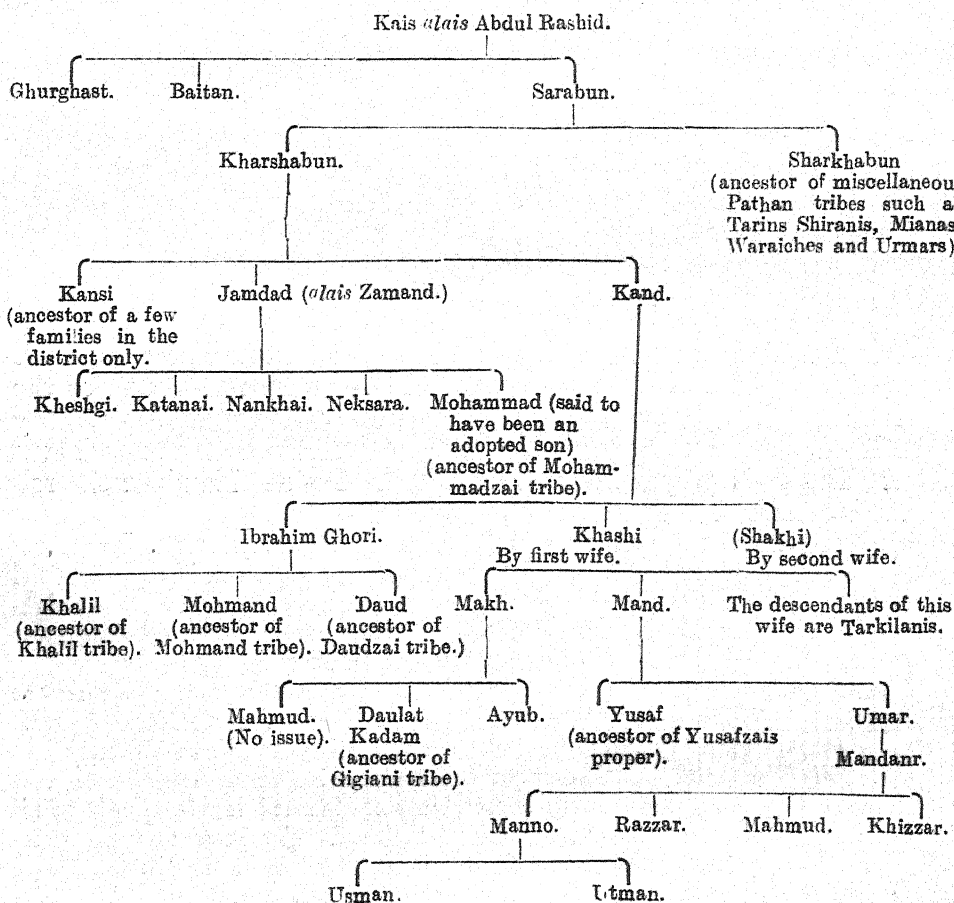 Kais alais Abdul Rashid.
Ghurghast. Baitan. Sarabun.
Kharshabun. Sharkhabun
(ancestor of miscellaneou
Pathan tribes such a
Tarins Shiranis, Mianas
Waraiches and Urmars)
Kansi Jamdad (alais Zamand.) Kand.
(ancestor of a few
families in the
district only.
Kheshgi. Katanai. Nankhai. Neksara. Mohammad (said to
have been an
adopted son)
(ancestor of Moham-
madzai tribe).
Ibrahim Ghori. Khashi (Shakhi)
By first wife. By second wife.
Khalil Mohmand Daud Makh. Mand. The descendants of this
(ancestor of (ancestor of (ancestor of wife are Tarkilanis.
Khalil tribe). Mohmand tribe). Daudzai tribe.)
Mahmud. Daulat Ayub. Yusaf Umar.
(No issue). Kadam (ancestor of Yusafzais
(ancestor of proper). Mandanr.
Gigiani tribe).
Manno. Razzar. Mahmud. Khizzar.
Usman. Utman.